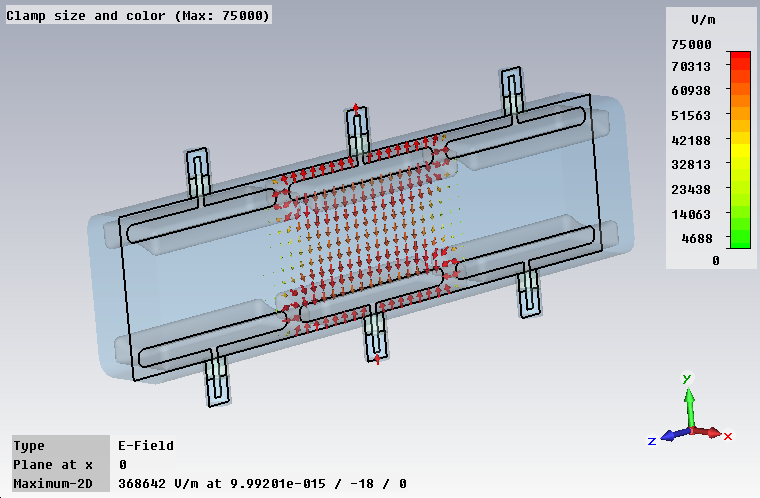 Clamp size and color (Max: 75000)
V/m
75000
70313
60938
51563
42188
32813
23438
14063
4688
0
y
z
x
Type E-Field
Plane at x 0
Maximum-2D 368642 V/m at 9.99201e-015 / -18 / 0